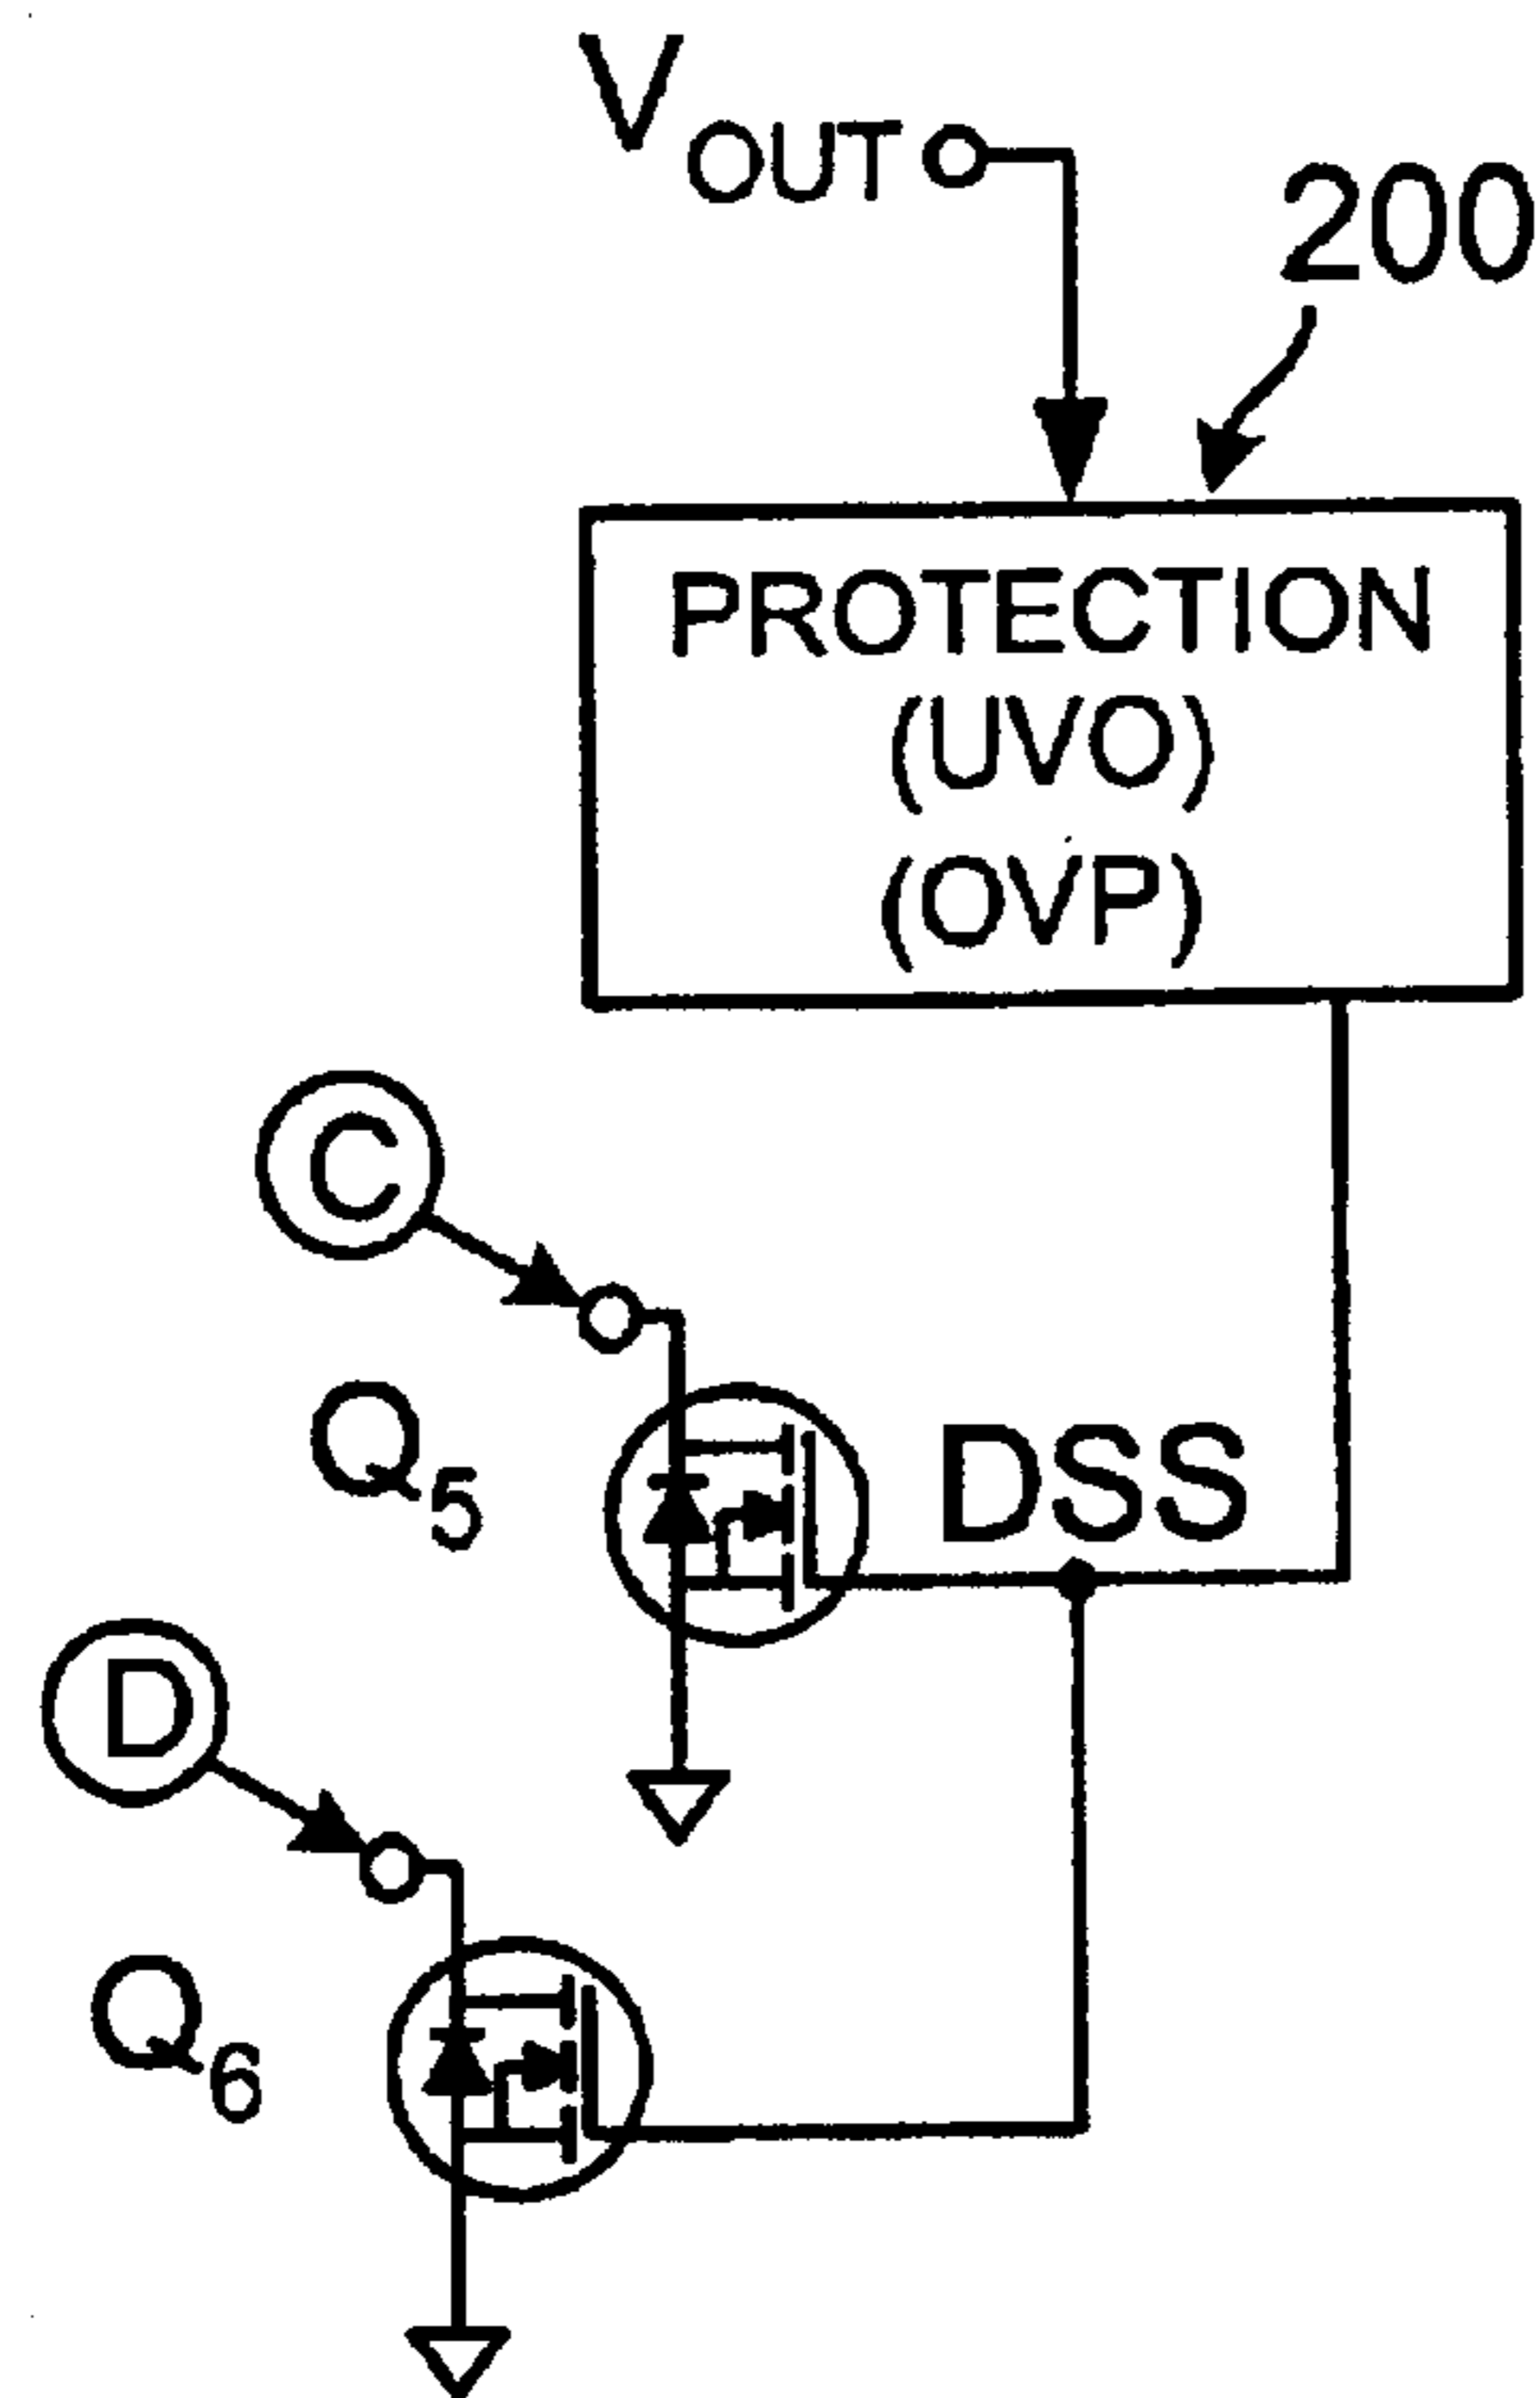 VOUT
200
PROTECTION
(UVO)
(OVP)
C
Q5
DSS
D
Q6